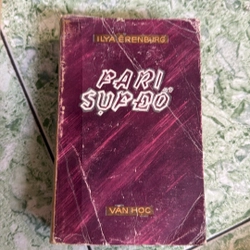 ILYA ERENBURG
PARI
SỤP ĐỔ
VĂN HỌC